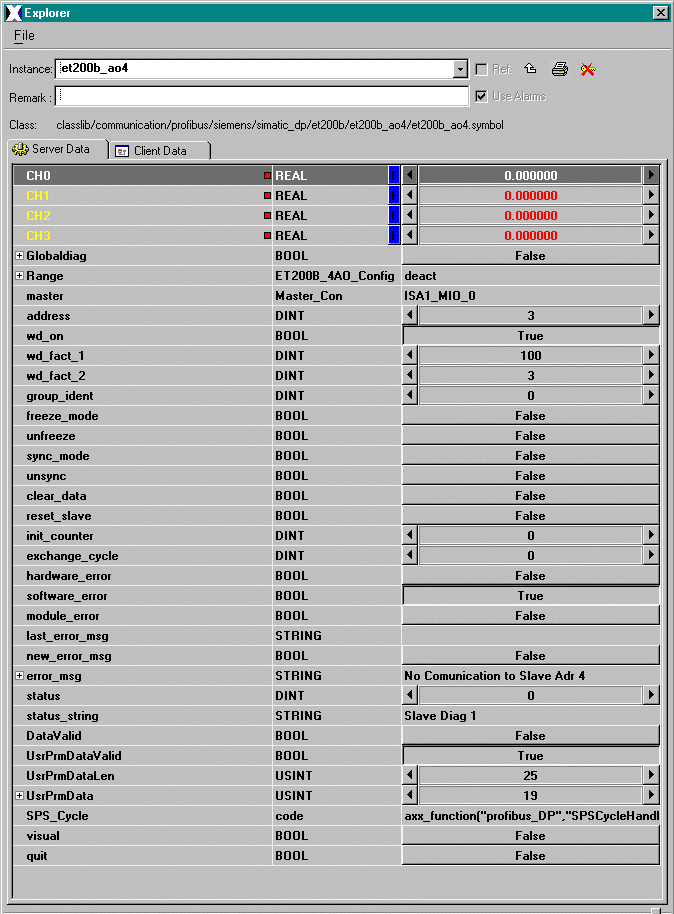 Explorer
File
Instance: et200b_ao4 Ref.
Remark : Use Alarms
Class: classlib/communication/profibus/siemens/simatic_dp/et200b/et200b_ao4/et200b_ao4.symbol
Server Data Client Data
CH0 REAL 0.000000
CH1 REAL 0.000000
CH2 REAL 0.000000
CH3 REAL 0.000000
Globaldiag BOOL False
Range ET200B_4AO_Config deact
master Master_Con ISA1_MIO_0
address DINT 3
wd_on BOOL True
wd_fact_1 DINT 100
wd_fact_2 DINT 3
group_ident DINT 0
freeze_mode BOOL False
unfreeze BOOL False
sync_mode BOOL False
unsync BOOL False
clear_data BOOL False
reset_slave BOOL False
init_counter DINT 0
exchange_cycle DINT 0
hardware_error BOOL False
software_error BOOL True
module_error BOOL False
last_error_msg STRING
new_error_msg BOOL False
error_msg STRING No Comunication to Slave Adr 4
status DINT 0
status_string STRING Slave Diag 1
DataValid BOOL False
UsrPrmDataValid BOOL True
UsrPrmDataLen USINT 25
UsrPrmData USINT 19
SPS_Cycle code axx_function("profibus_DP","SPSCycleHandl
visual BOOL False
quit BOOL False